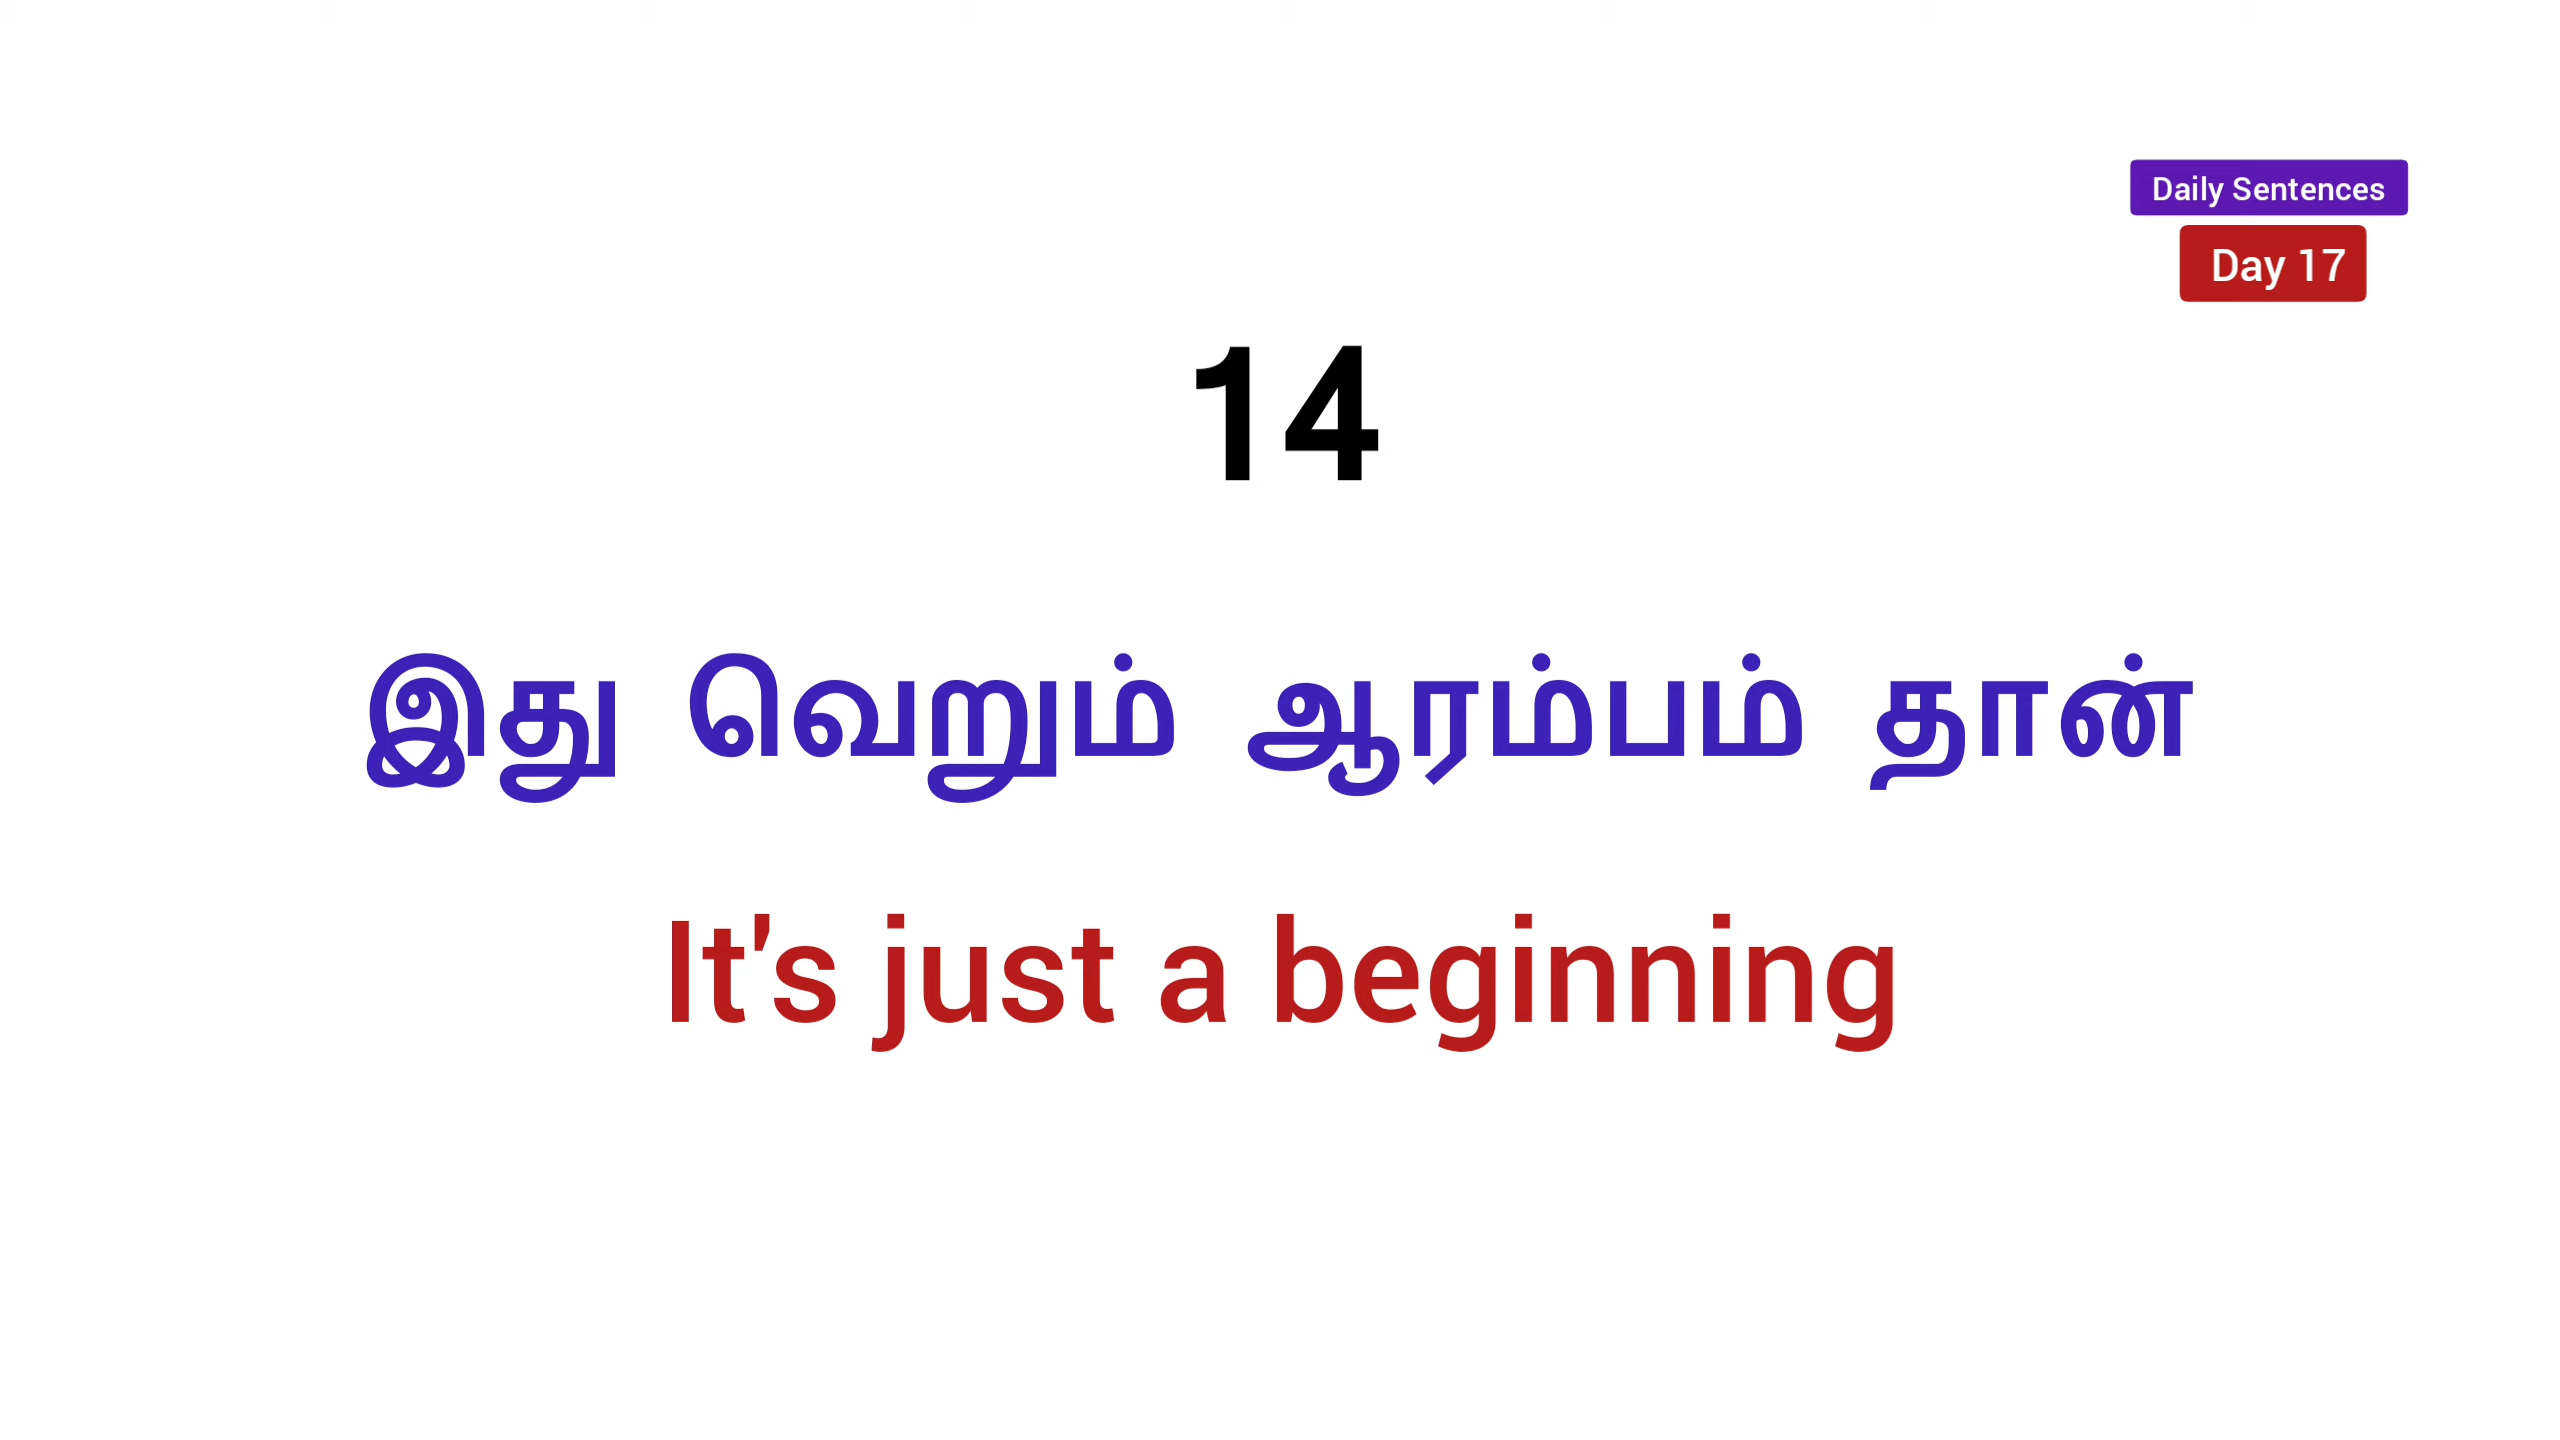 Daily Sentences
Day 17
14
இது வெறும் ஆரம்பம் தான்
It's just a beginning